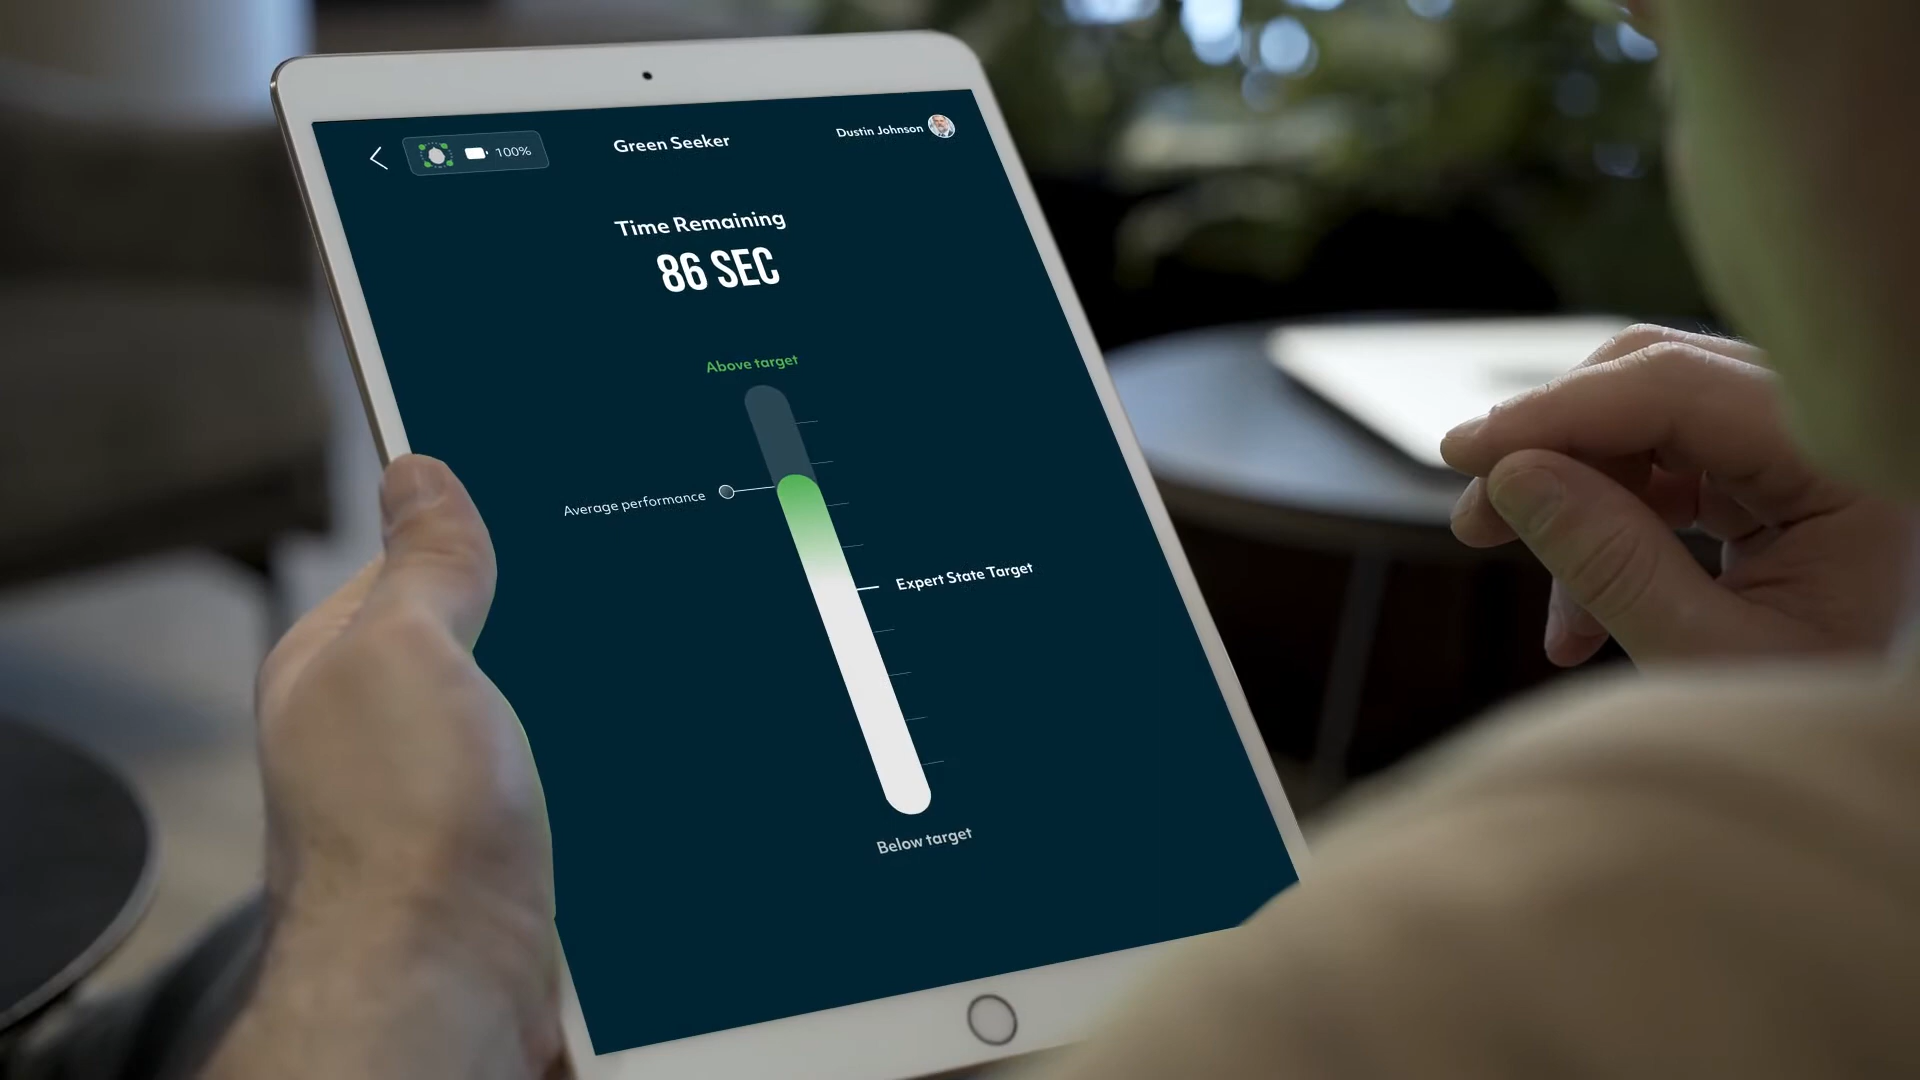 100%
Green Seeker
Dustin Johnson
Time Remaining
86 SEC
Above target
Average performance
Expert State Target
Below target